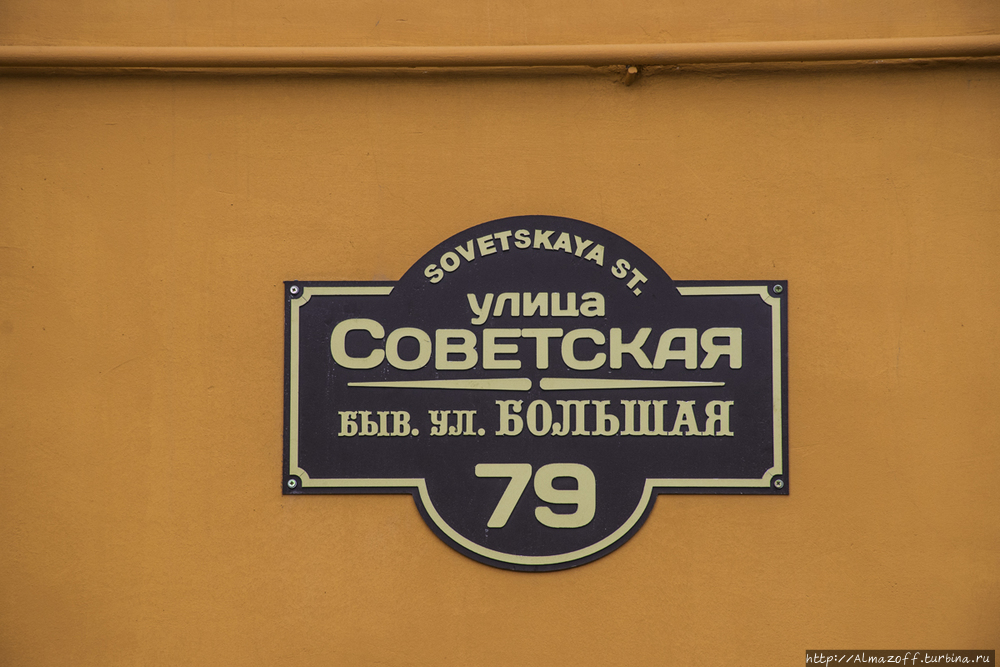 SOVETSKAYA ST.
улица
СОВЕТСКАЯ
БЫВ. УЛ. БОЛЬШАЯ
79
http://Almazoff.turbina.ru